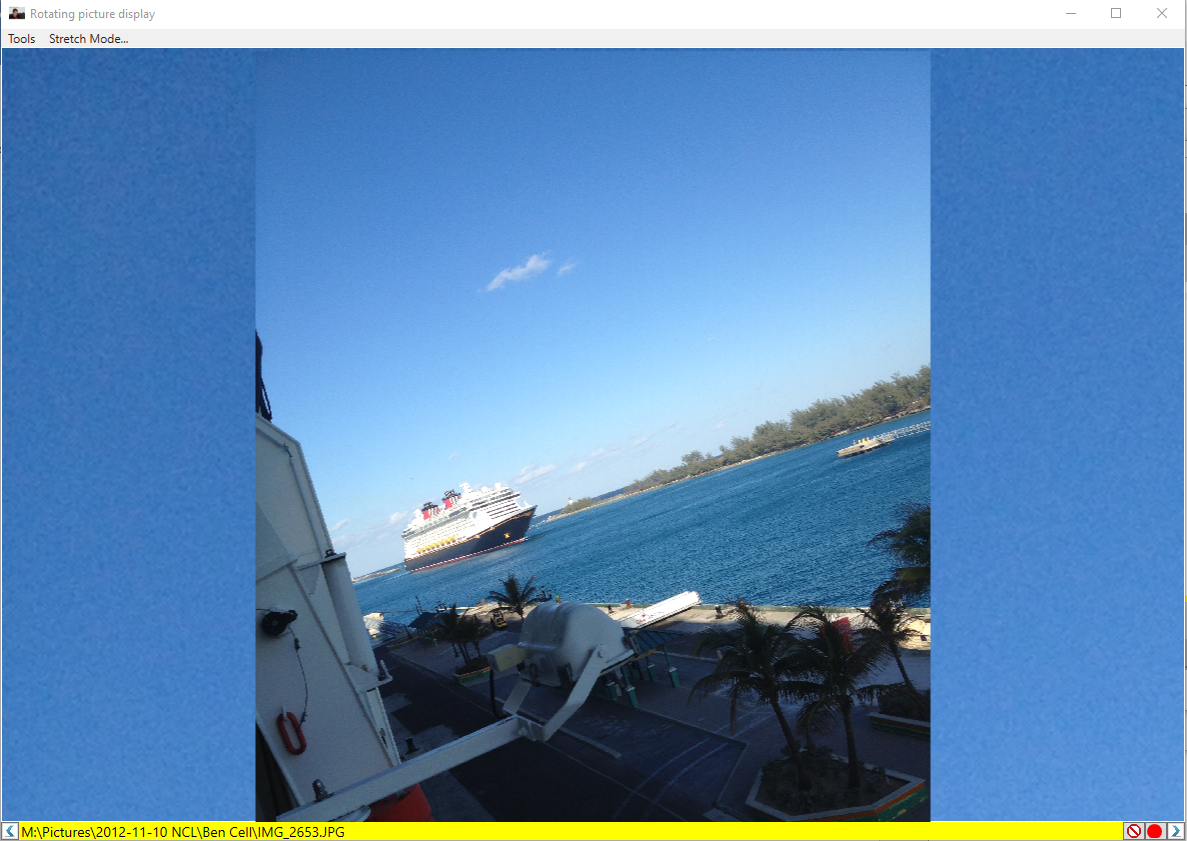 Rotating picture display
Tools Stretch Mode...
M:\Pictures\2012-11-10 NCL\Ben Cell\IMG_2653.JPG